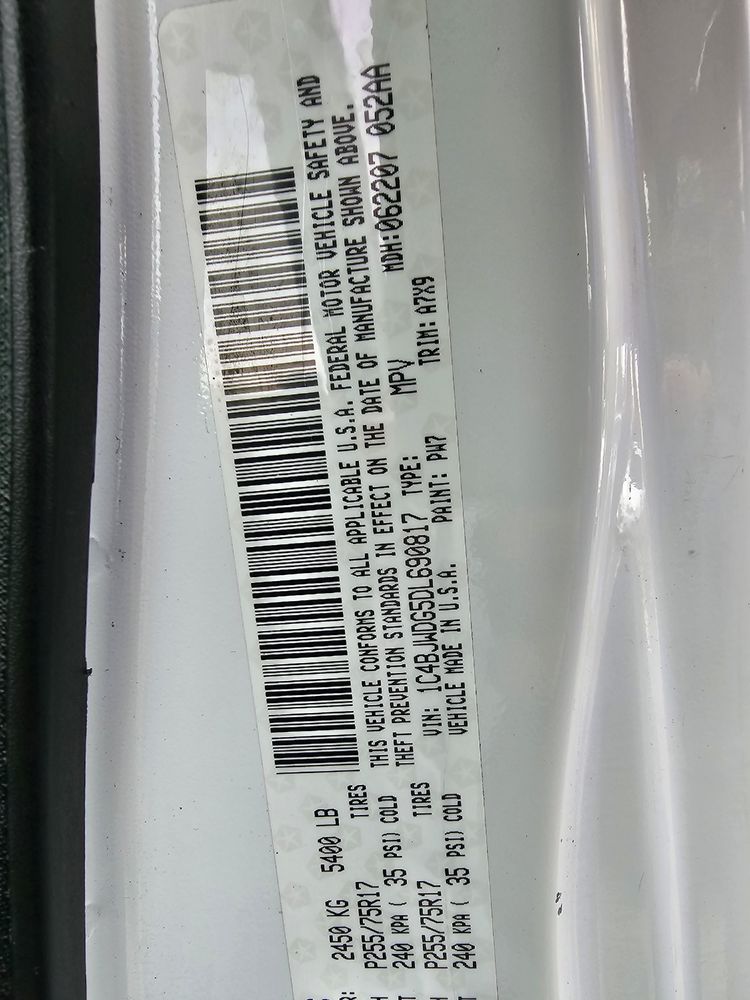 2450 KG 5400 LB
P255/75R17 TIRES
240 KPA ( 35 PSI) COLD
P255/75R17 TIRES
240 KPA ( 35 PSI) COLD
THIS VEHICLE CONFORMS TO ALL APPLICABLE U.S.A. FEDERAL MOTOR VEHICLE SAFETY AND
THEFT PREVENTION STANDARDS IN EFFECT ON THE DATE OF MANUFACTURE SHOWN ABOVE.
VIN: 1C4BJWDG5DL690817 TYPE: MPV MDH:062207 052AA
VEHICLE MADE IN U.S.A. PAINT: PW7 TRIM: A7X9